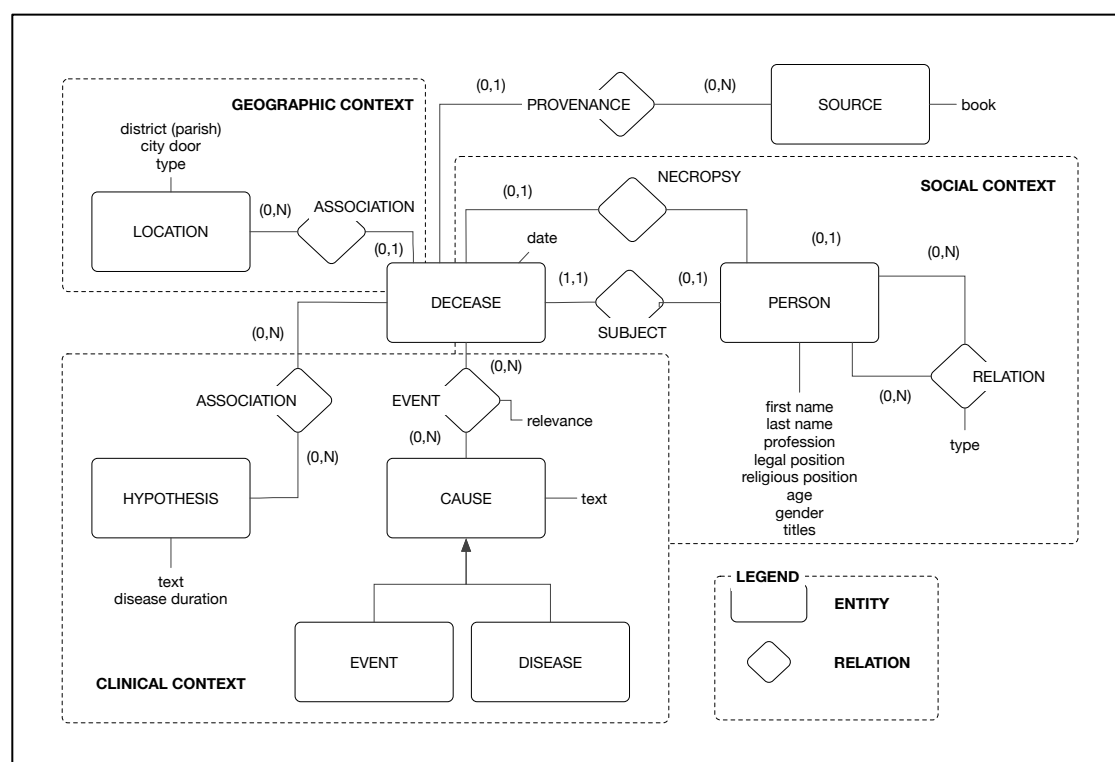 (0,1)
PROVENANCE
(0,N)
SOURCE
book
GEOGRAPHIC CONTEXT
district (parish)
city door
type
LOCATION
(0,N)
ASSOCIATION
(0,1)
SOCIAL CONTEXT
(0,1)
NECROPSY
(0,1)
(0,N)
date
DECEASE
(1,1)
SUBJECT
(0,1)
PERSON
(0,N)
RELATION
type
first name
last name
profession
legal position
religious position
age
gender
titles
(0,N)
ASSOCIATION
(0,N)
HYPOTHESIS
text
disease duration
(0,N)
EVENT
relevance
(0,N)
CAUSE
text
EVENT
DISEASE
CLINICAL CONTEXT
LEGEND
ENTITY
RELATION